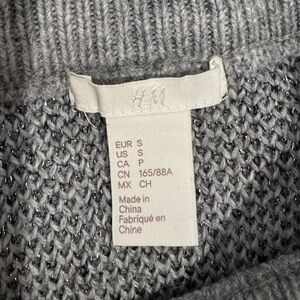 H&M
EUR S
US S
CA P
CN 165/88A
MX CH
Made in
China
Fabriqué en
Chine